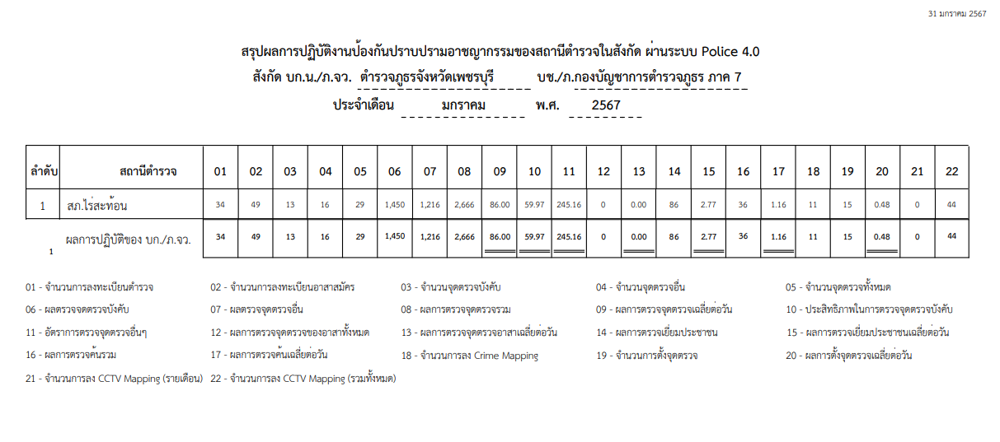 31 มกราคม 2567
สรุปผลการปฏิบัติงานป้องกันปราบปรามอาชญากรรมของสถานีตำรวจในสังกัด ผ่านระบบ Police 4.0
สังกัด บก.น./ภ.จว. ตำรวจภูธรจังหวัดเพชรบุรี บช./ภ.กองบัญชาการตำรวจภูธร ภาค 7
ประจำเดือน มกราคม พ.ศ. 2567
ลำดับ สถานีตำรวจ 01 02 03 04 05 06 07 08 09 10 11 12 13 14 15 16 17 18 19 20 21 22
1 สภ.ไร่สะท้อน 34 49 13 16 29 1,450 1,216 2,666 86.00 59.97 245.16 0 0.00 86 2.77 36 1.16 11 15 0.48 0 44
1 ผลการปฏิบัติของ บก./ภ.จว. 34 49 13 16 29 1,450 1,216 2,666 86.00 59.97 245.16 0 0.00 86 2.77 36 1.16 11 15 0.48 0 44
01 - จำนวนการลงทะเบียนตำรวจ 02 - จำนวนการลงทะเบียนอาสาสมัคร 03 - จำนวนจุดตรวจบังคับ 04 - จำนวนจุดตรวจอื่น 05 - จำนวนจุดตรวจทั้งหมด
06 - ผลตรวจจุดตรวจบังคับ 07 - ผลตรวจจุดตรวจอื่น 08 - ผลการตรวจจุดตรวจรวม 09 - ผลการตรวจจุดตรวจเฉลี่ยต่อวัน 10 - ประสิทธิภาพในการตรวจจุดตรวจบังคับ
11 - อัตราการตรวจจุดตรวจอื่นๆ 12 - ผลการตรวจจุดตรวจของอาสาทั้งหมด 13 - ผลการตรวจจุดตรวจอาสาเฉลี่ยต่อวัน 14 - ผลการตรวจเยี่ยมประชาชน 15 - ผลการตรวจเยี่ยมประชาชนเฉลี่ยต่อวัน
16 - ผลการตรวจค้นรวม 17 - ผลการตรวจค้นเฉลี่ยต่อวัน 18 - จำนวนการลง Crime Mapping 19 - จำนวนการตั้งจุดตรวจ 20 - ผลการตั้งจุดตรวจเฉลี่ยต่อวัน
21 - จำนวนการลง CCTV Mapping (รายเดือน) 22 - จำนวนการลง CCTV Mapping (รวมทั้งหมด)